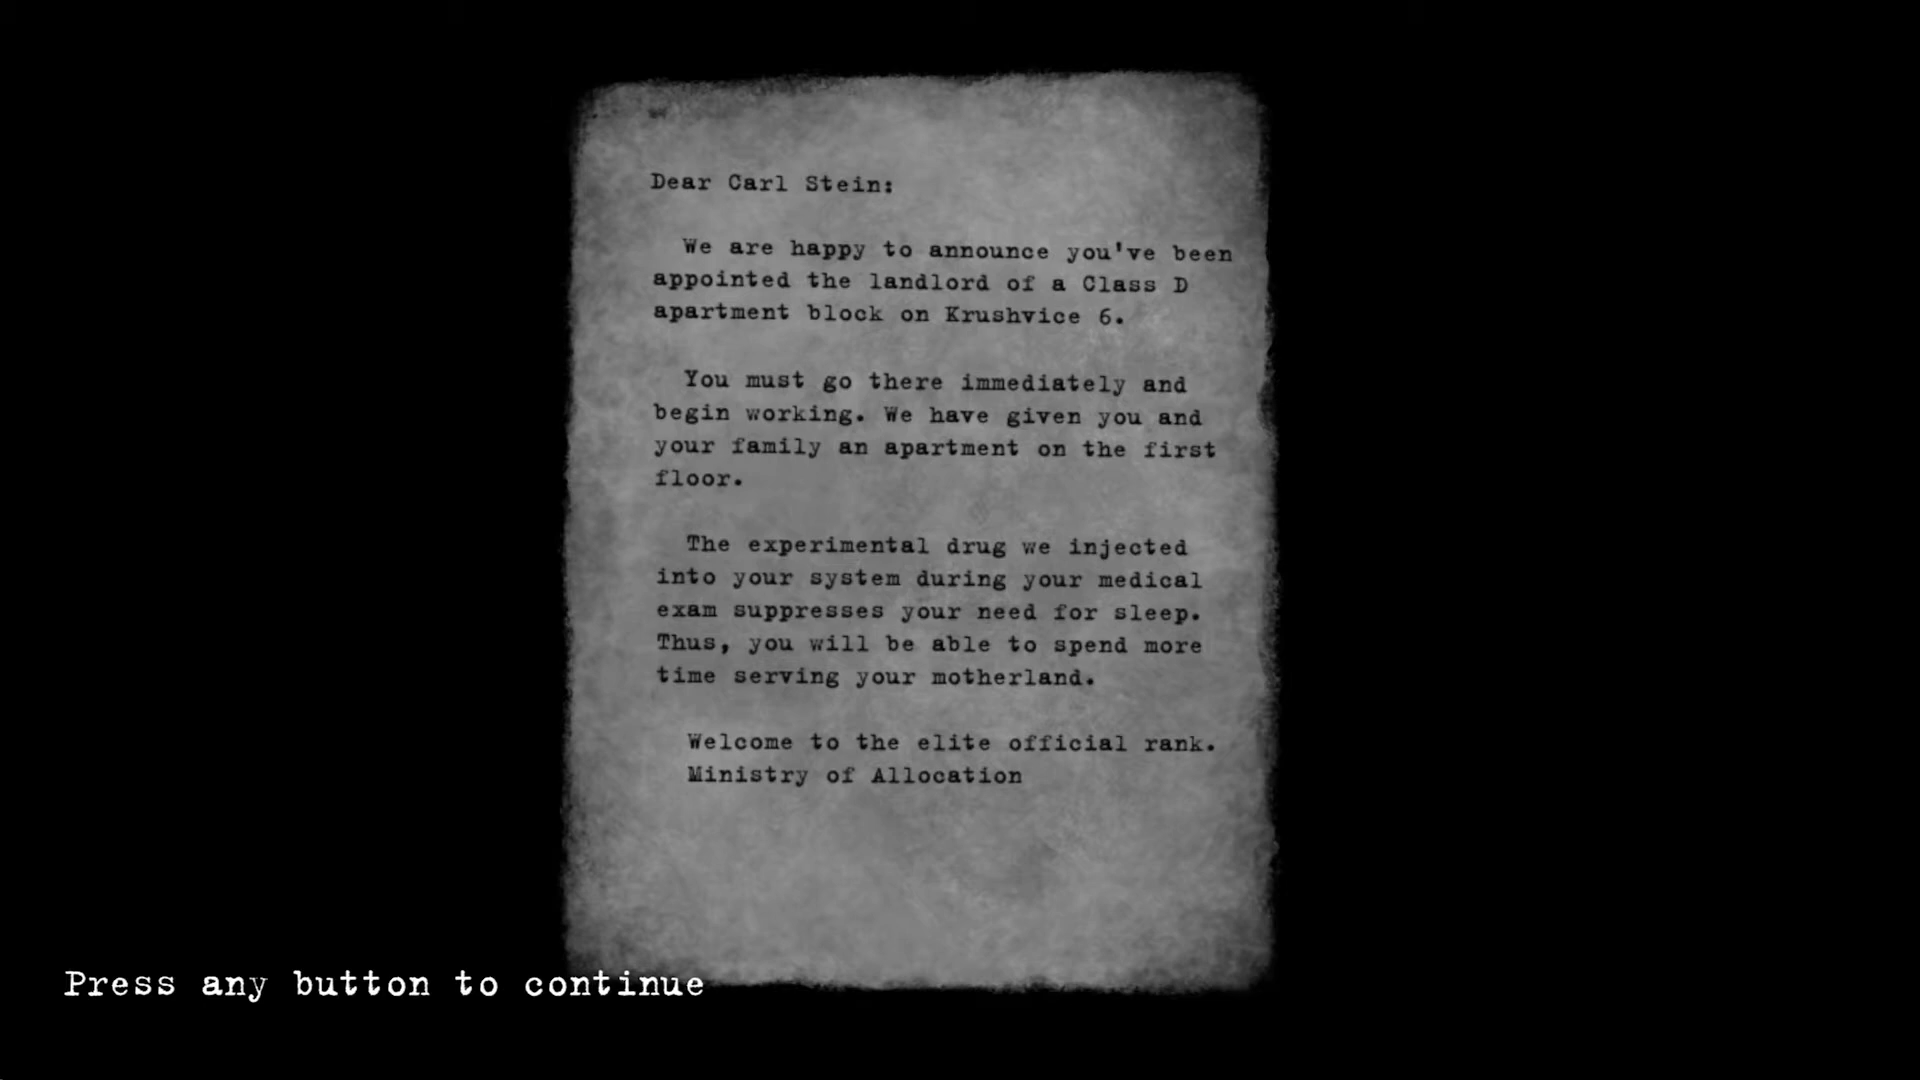 Dear Carl Stein:
We are happy to announce you've been
appointed the landlord of a Class D
apartment block on Krushvice 6.
You must go there immediately and
begin working. We have given you and
your family an apartment on the first
floor.
The experimental drug we injected
into your system during your medical
exam suppresses your need for sleep.
Thus, you will be able to spend more
time serving your motherland.
Welcome to the elite official rank.
Ministry of Allocation
Press any button to continue